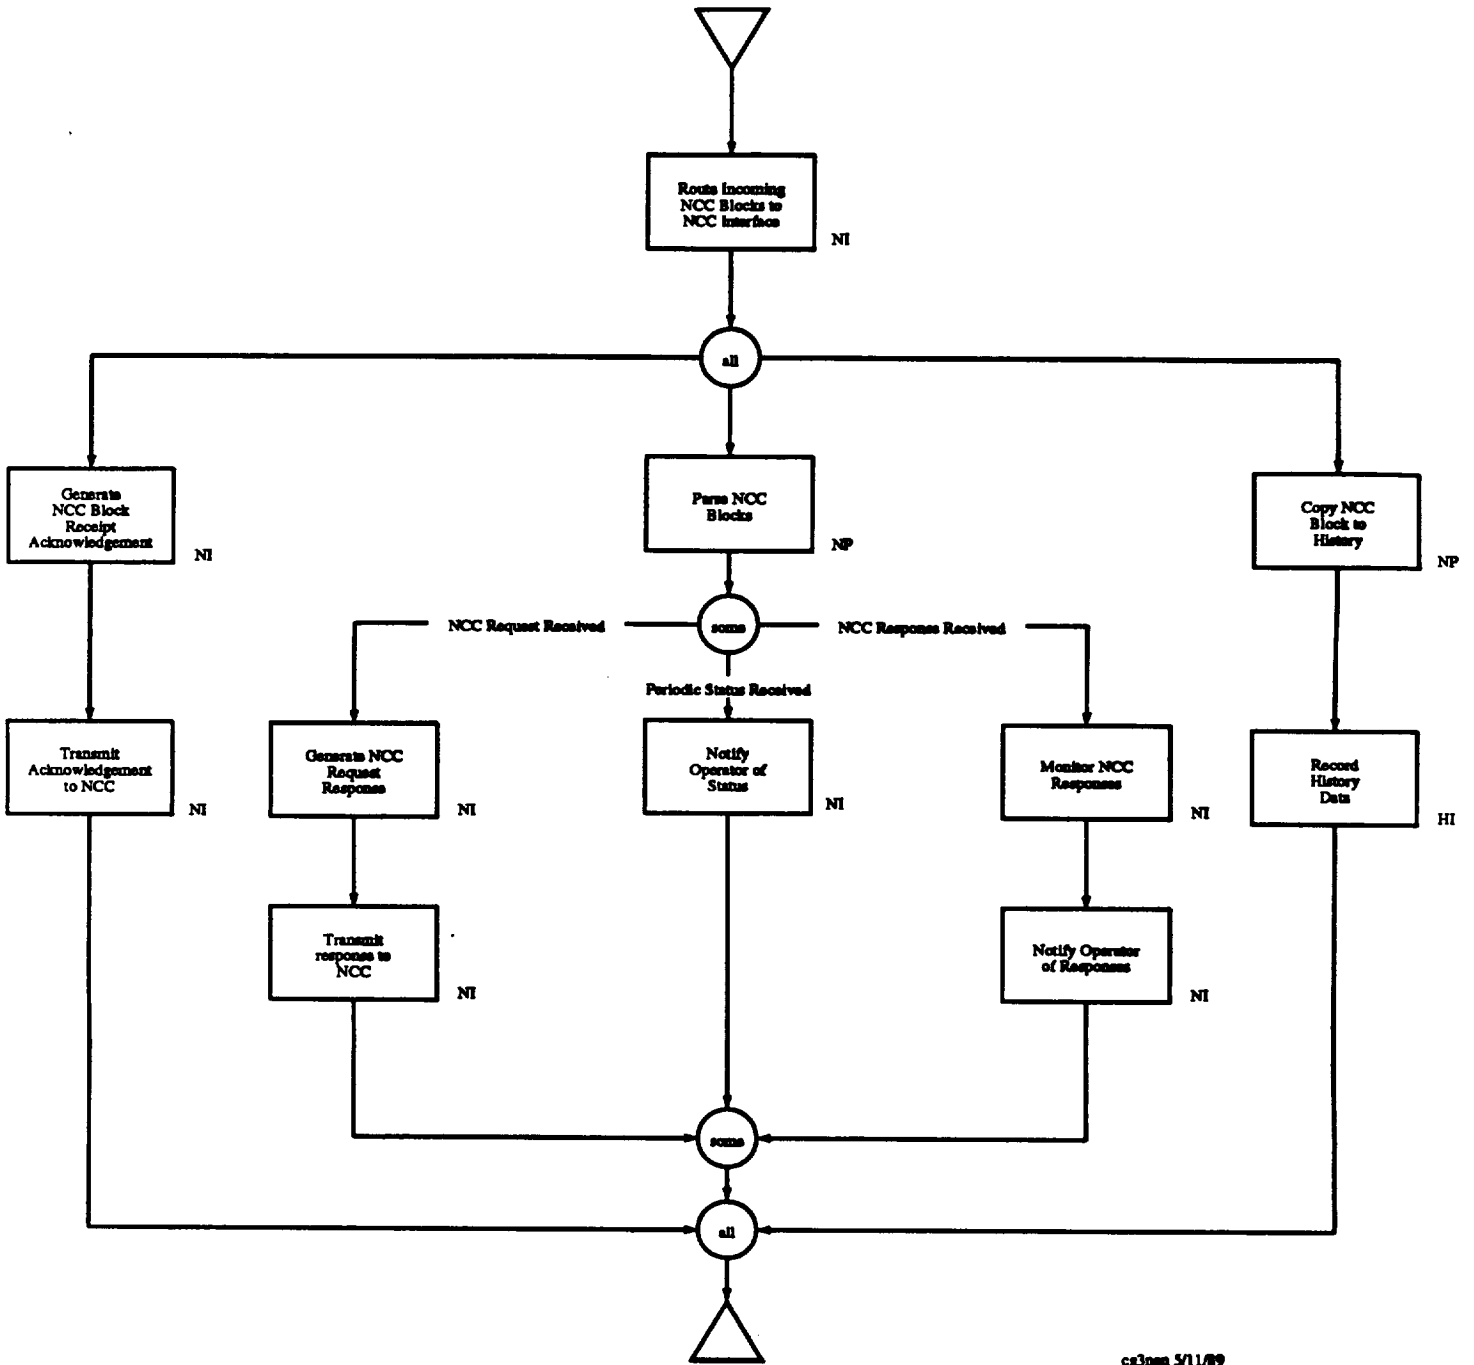 Route Incoming
NCC Blocks to
NCC Interface
NI
all
Generate
NCC Block
Receipt
Acknowledgement
NI
Parse NCC
Blocks
NP
Copy NCC
Block to
History
NP
NCC Request Received
some
NCC Response Received
Periodic Status Received
Transmit
Acknowledgement
to NCC
NI
Generate NCC
Request
Response
NI
Notify
Operator of
Status
NI
Monitor NCC
Responses
NI
Record
History
Data
HI
Transmit
response to
NCC
NI
Notify Operator
of Responses
NI
some
all
5/11/89